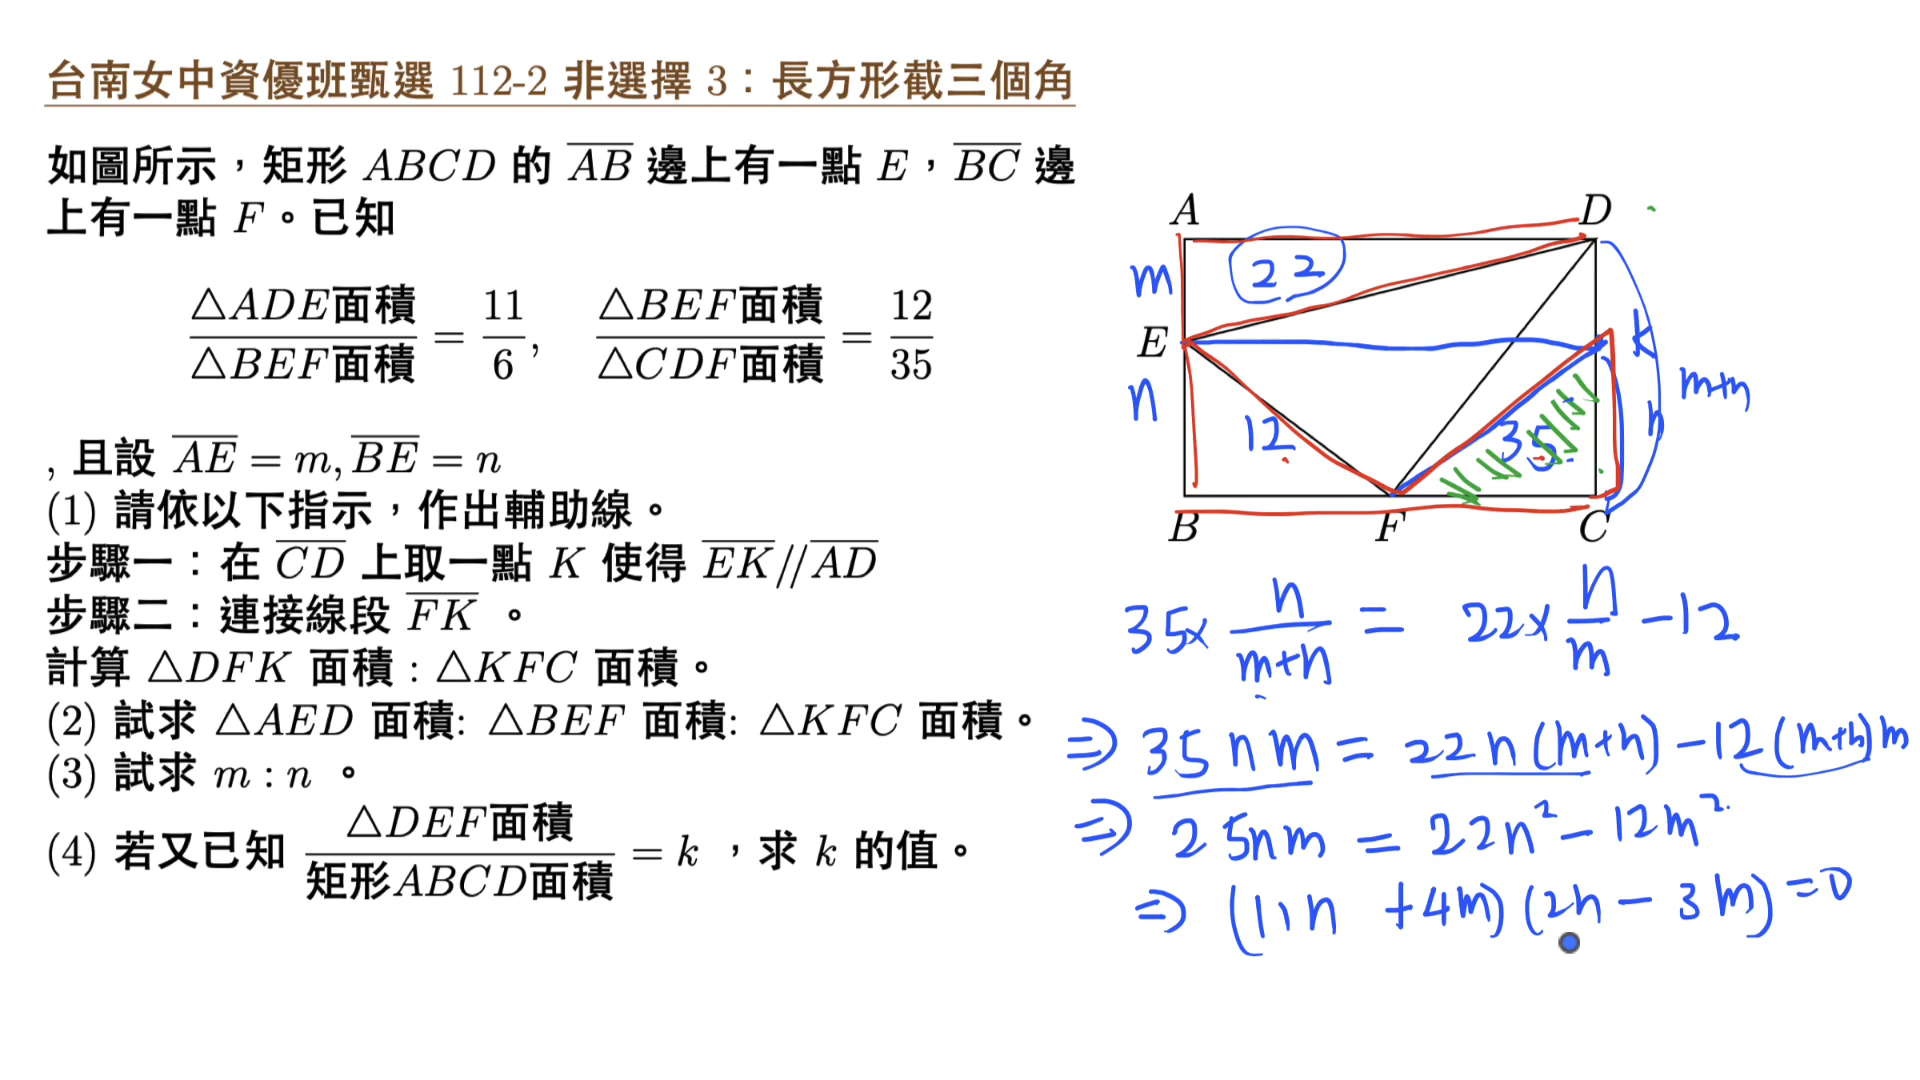 台南女中資優班甄選 112-2 非選擇 3：長方形截三個角
如圖所示，矩形 ABCD 的 \overline{AB} 邊上有一點 E，\overline{BC} 邊
上有一點 F。已知
△ADE面積/△BEF面積 = 11/6, △BEF面積/△CDF面積 = 12/35
, 且設 \overline{AE} = m, \overline{BE} = n
(1) 請依以下指示，作出輔助線。
步驟一：在 \overline{CD} 上取一點 K 使得 \overline{EK}//\overline{AD}
步驟二：連接線段 \overline{FK} 。
計算 △DFK 面積 : △KFC 面積。
(2) 試求 △AED 面積: △BEF 面積: △KFC 面積。
(3) 試求 m : n 。
(4) 若又已知 △DEF面積/矩形ABCD面積 = k ，求 k 的值。
A D
m 22
E k
n m+n
n
12 35
B F C
35× n/(m+n) = 22× n/m −12
⇒ 35nm = 22n(m+n) −12(m+n)m
⇒ 25nm = 22n² − 12m²
⇒ (11n +4m)(2n − 3m) = 0